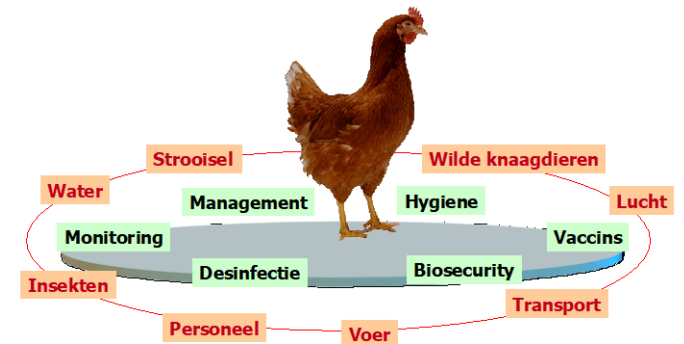 Strooisel
Wilde knaagdieren
Water
Management
Hygiene
Lucht
Monitoring
Vaccins
Desinfectie
Biosecurity
Insekten
Transport
Personeel
Voer